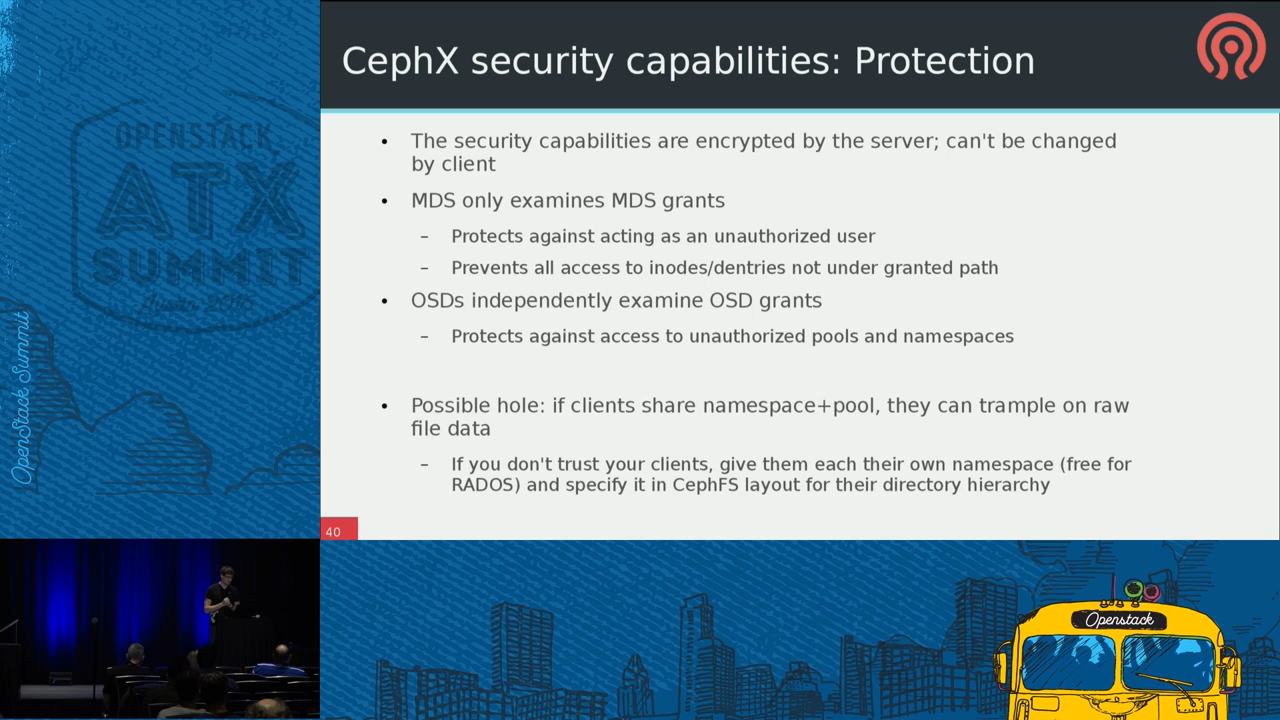 CephX security capabilities: Protection
• The security capabilities are encrypted by the server; can't be changed
by client
• MDS only examines MDS grants
– Protects against acting as an unauthorized user
– Prevents all access to inodes/dentries not under granted path
• OSDs independently examine OSD grants
– Protects against access to unauthorized pools and namespaces
• Possible hole: if clients share namespace+pool, they can trample on raw
file data
– If you don't trust your clients, give them each their own namespace (free for
RADOS) and specify it in CephFS layout for their directory hierarchy
40
OPENSTACK
ATX
SUMMIT
Austin 2016
OpenStack Summit
Openstack